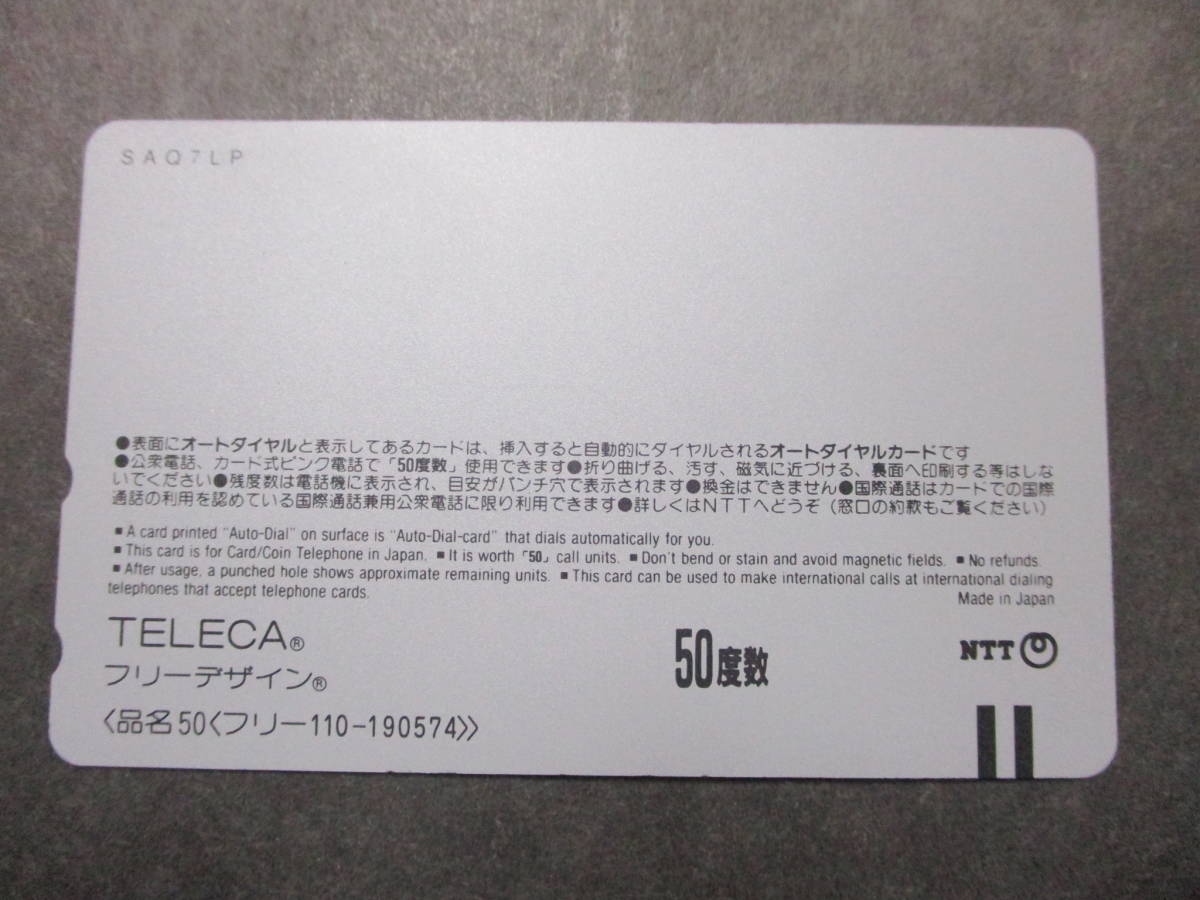 SAQ7LP
●表面にオートダイヤルと表示してあるカードは、挿入すると自動的にダイヤルされるオートダイヤルカードです
●公衆電話、カード式ピンク電話で「50度数」使用できます●折り曲げる、汚す、磁気に近づける、裏面へ印刷する等はしな
いでください●残度数は電話機に表示され、目安がパンチ穴で表示されます●換金はできません●国際通話はカードでの国際
通話の利用を認めている国際通話兼用公衆電話に限り利用できます●詳しくはNTTへどうぞ(窓口の約款もご覧ください)
■A card printed "Auto-Dial" on surface is "Auto-Dial-card" that dials automatically for you.
■This card is for Card/Coin Telephone in Japan. ■It is worth「50」call units. ■Don't bend or stain and avoid magnetic fields. ■No refunds.
■After usage, a punched hole shows approximate remaining units. ■This card can be used to make international calls at international dialing
telephones that accept telephone cards.
Made in Japan
TELECA®
フリーデザイン®
50度数
NTT
〈品名50〈フリー110-190574〉〉